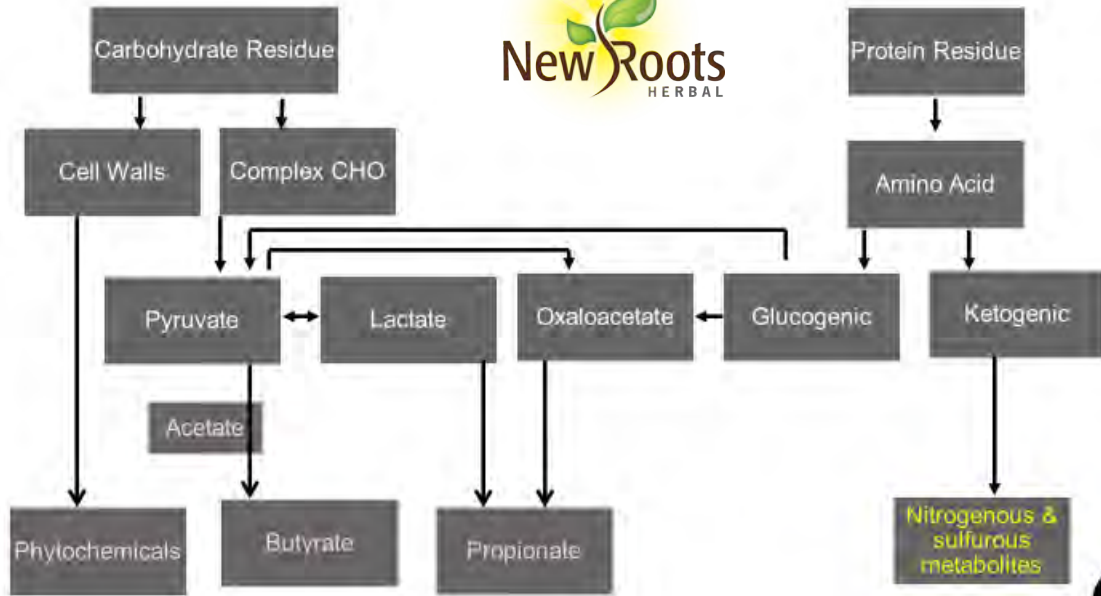 New Roots
HERBAL
Carbohydrate Residue
Protein Residue
Cell Walls
Complex CHO
Amino Acid
Pyruvate
Lactate
Oxaloacetate
Glucogenic
Ketogenic
Acetate
Phytochemicals
Butyrate
Propionate
Nitrogenous &
sulfurous
metabolites